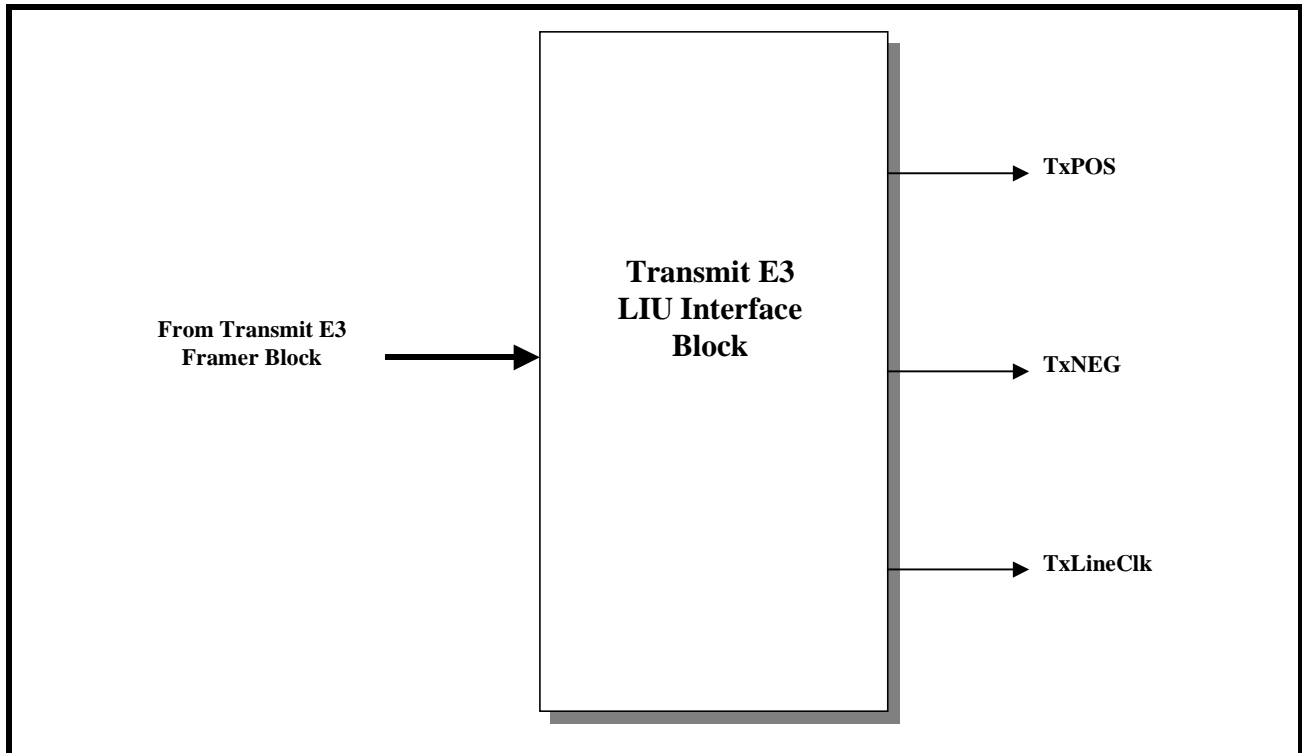 From Transmit E3
Framer Block
Transmit E3
LIU Interface
Block
TxPOS
TxNEG
TxLineClk